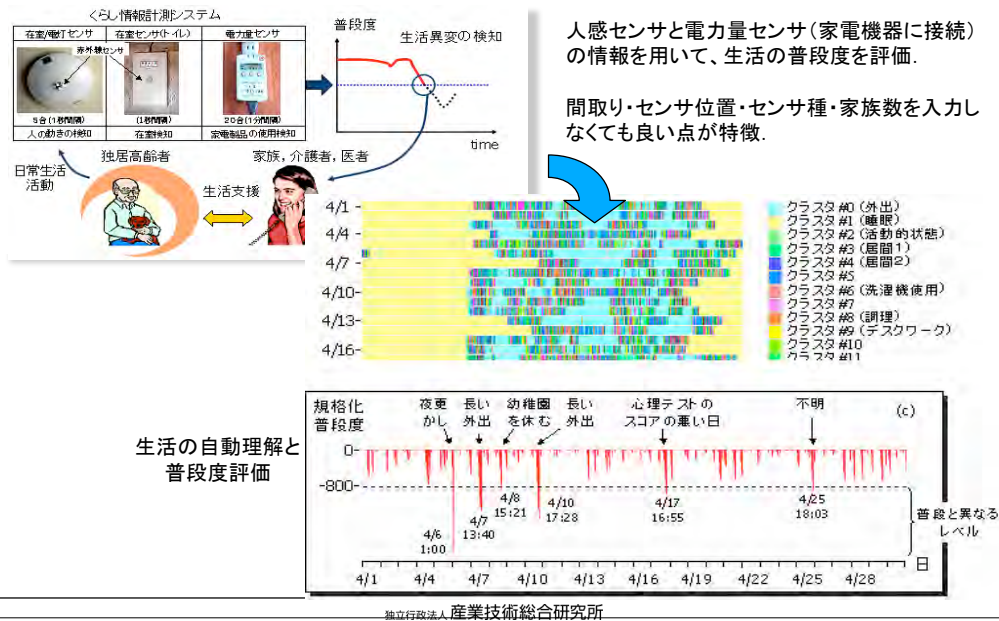 くらし情報計測システム
在室/電灯センサ
在室センサ(トイレ)
電力量センサ
赤外線センサ
5台(1秒間隔)
(1秒間隔)
20台(1分間隔)
人の動きの検知
在室検知
家電製品の使用検知
普段度
生活異変の検知
time
独居高齢者
家族,介護者,医者
日常生活
活動
生活支援
人感センサと電力量センサ(家電機器に接続)
の情報を用いて、生活の普段度を評価.
間取り・センサ位置・センサ種・家族数を入力し
なくても良い点が特徴.
4/1
4/4
4/7
4/10
4/13
4/16
クラスタ #0 (外出)
クラスタ #1 (睡眠)
クラスタ #2 (活動的状態)
クラスタ #3 (居間1)
クラスタ #4 (居間2)
クラスタ #5
クラスタ #6 (洗濯機使用)
クラスタ #7
クラスタ #8 (調理)
クラスタ #9 (デスクワーク)
クラスタ #10
クラスタ #11
生活の自動理解と
普段度評価
規格化
普段度
夜更
かし
長い
外出
幼稚園
を休む
長い
外出
心理テストの
スコアの悪い日
不明
(c)
0
-800
4/6
1:00
4/7
13:40
4/8
15:21
4/10
17:28
4/17
16:55
4/25
18:03
普段と異なる
レベル
日
4/1 4/4 4/7 4/10 4/13 4/16 4/19 4/22 4/25 4/28
独立行政法人 産業技術総合研究所